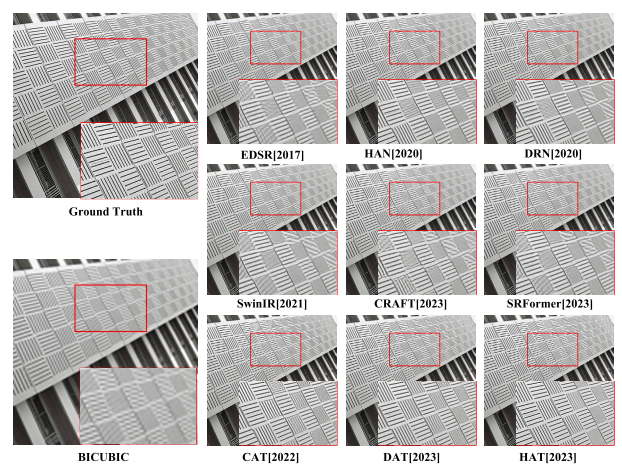 EDSR[2017]
HAN[2020]
DRN[2020]
Ground Truth
SwinIR[2021]
CRAFT[2023]
SRFormer[2023]
BICUBIC
CAT[2022]
DAT[2023]
HAT[2023]